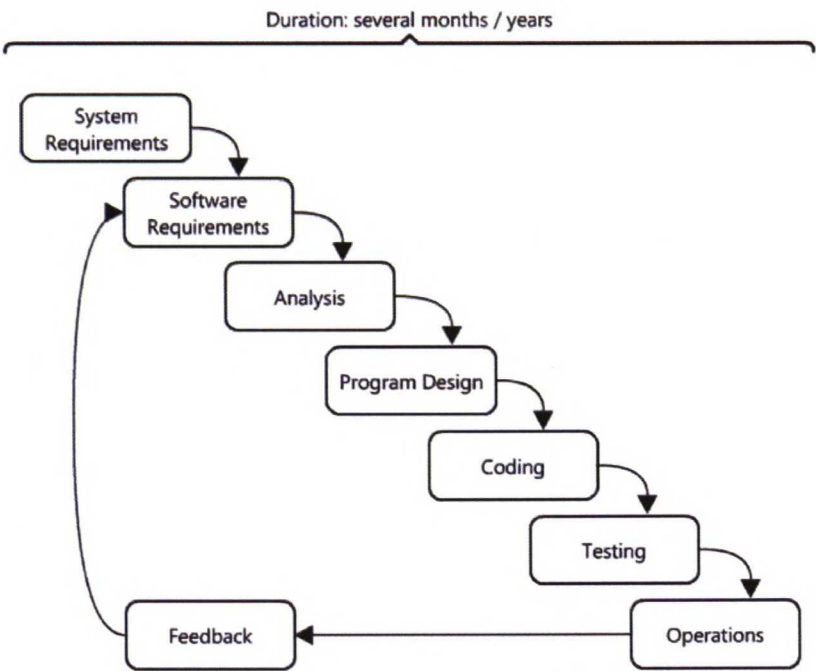 Duration: several months / years
System
Requirements
Software
Requirements
Analysis
Program Design
Coding
Testing
Feedback
Operations